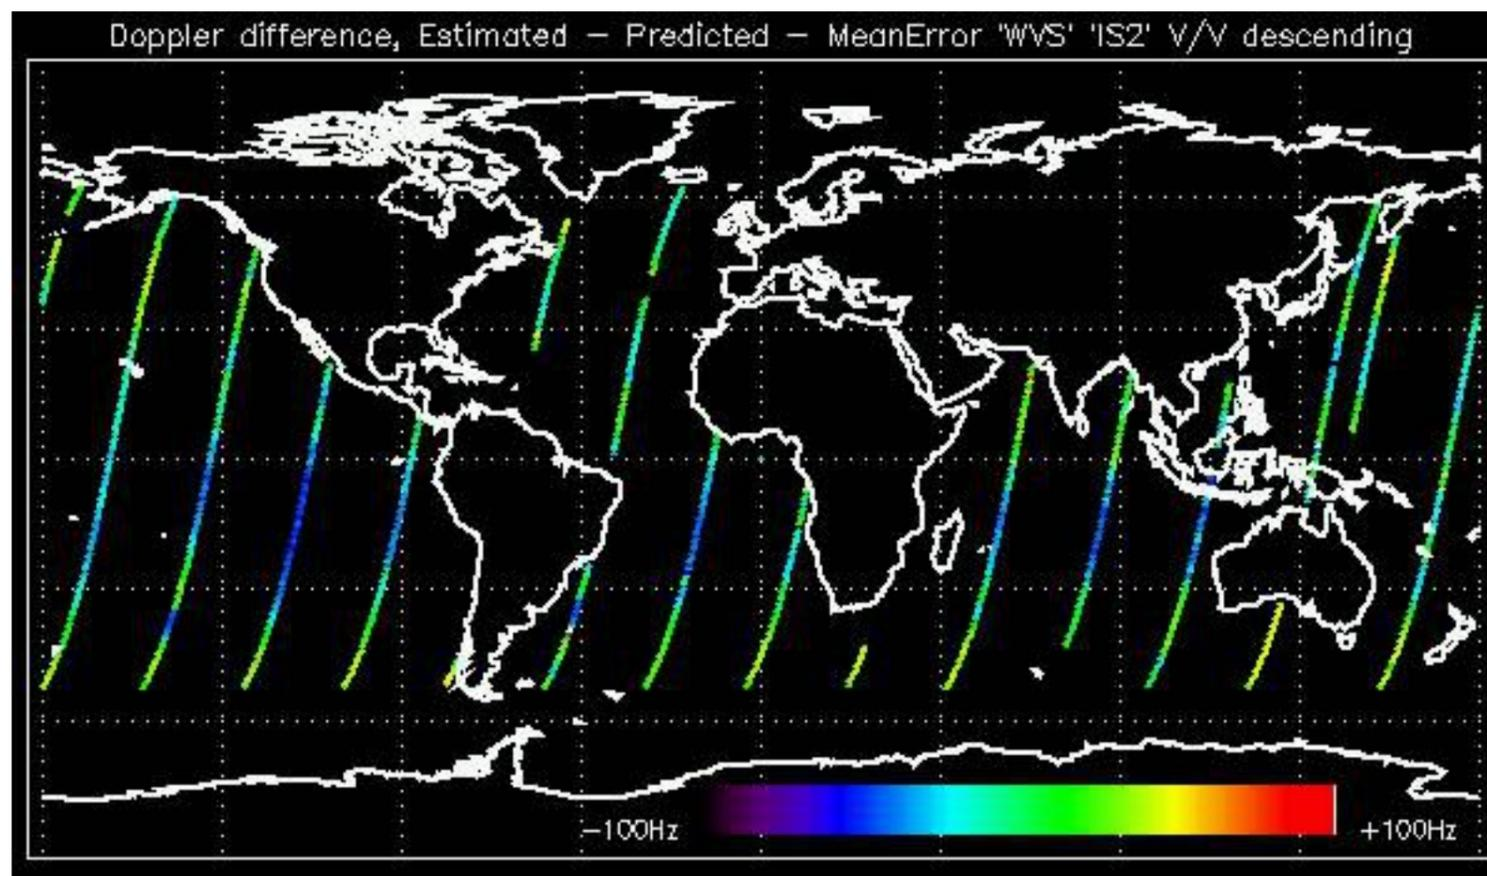 Doppler difference, Estimated – Predicted – MeanError 'WVS' 'IS2' V/V descending
–100Hz +100Hz